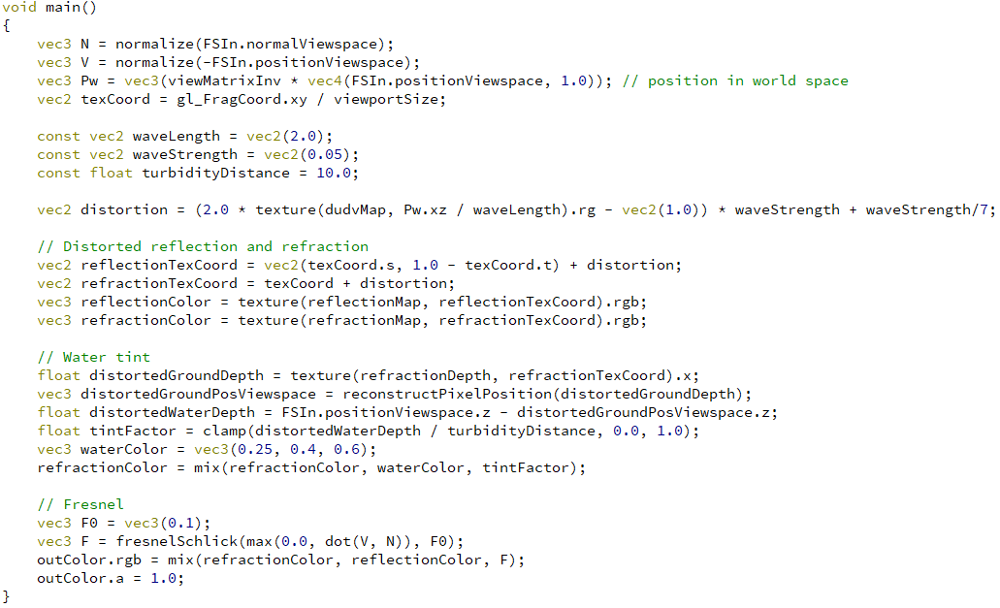 void main()
{
    vec3 N = normalize(FSIn.normalViewspace);
    vec3 V = normalize(-FSIn.positionViewspace);
    vec3 Pw = vec3(viewMatrixInv * vec4(FSIn.positionViewspace, 1.0)); // position in world space
    vec2 texCoord = gl_FragCoord.xy / viewportSize;

    const vec2 waveLength = vec2(2.0);
    const vec2 waveStrength = vec2(0.05);
    const float turbidityDistance = 10.0;

    vec2 distortion = (2.0 * texture(dudvMap, Pw.xz / waveLength).rg - vec2(1.0)) * waveStrength + waveStrength/7;

    // Distorted reflection and refraction
    vec2 reflectionTexCoord = vec2(texCoord.s, 1.0 - texCoord.t) + distortion;
    vec2 refractionTexCoord = texCoord + distortion;
    vec3 reflectionColor = texture(reflectionMap, reflectionTexCoord).rgb;
    vec3 refractionColor = texture(refractionMap, refractionTexCoord).rgb;

    // Water tint
    float distortedGroundDepth = texture(refractionDepth, refractionTexCoord).x;
    vec3 distortedGroundPosViewspace = reconstructPixelPosition(distortedGroundDepth);
    float distortedWaterDepth = FSIn.positionViewspace.z - distortedGroundPosViewspace.z;
    float tintFactor = clamp(distortedWaterDepth / turbidityDistance, 0.0, 1.0);
    vec3 waterColor = vec3(0.25, 0.4, 0.6);
    refractionColor = mix(refractionColor, waterColor, tintFactor);

    // Fresnel
    vec3 F0 = vec3(0.1);
    vec3 F = fresnelSchlick(max(0.0, dot(V, N)), F0);
    outColor.rgb = mix(refractionColor, reflectionColor, F);
    outColor.a = 1.0;
}